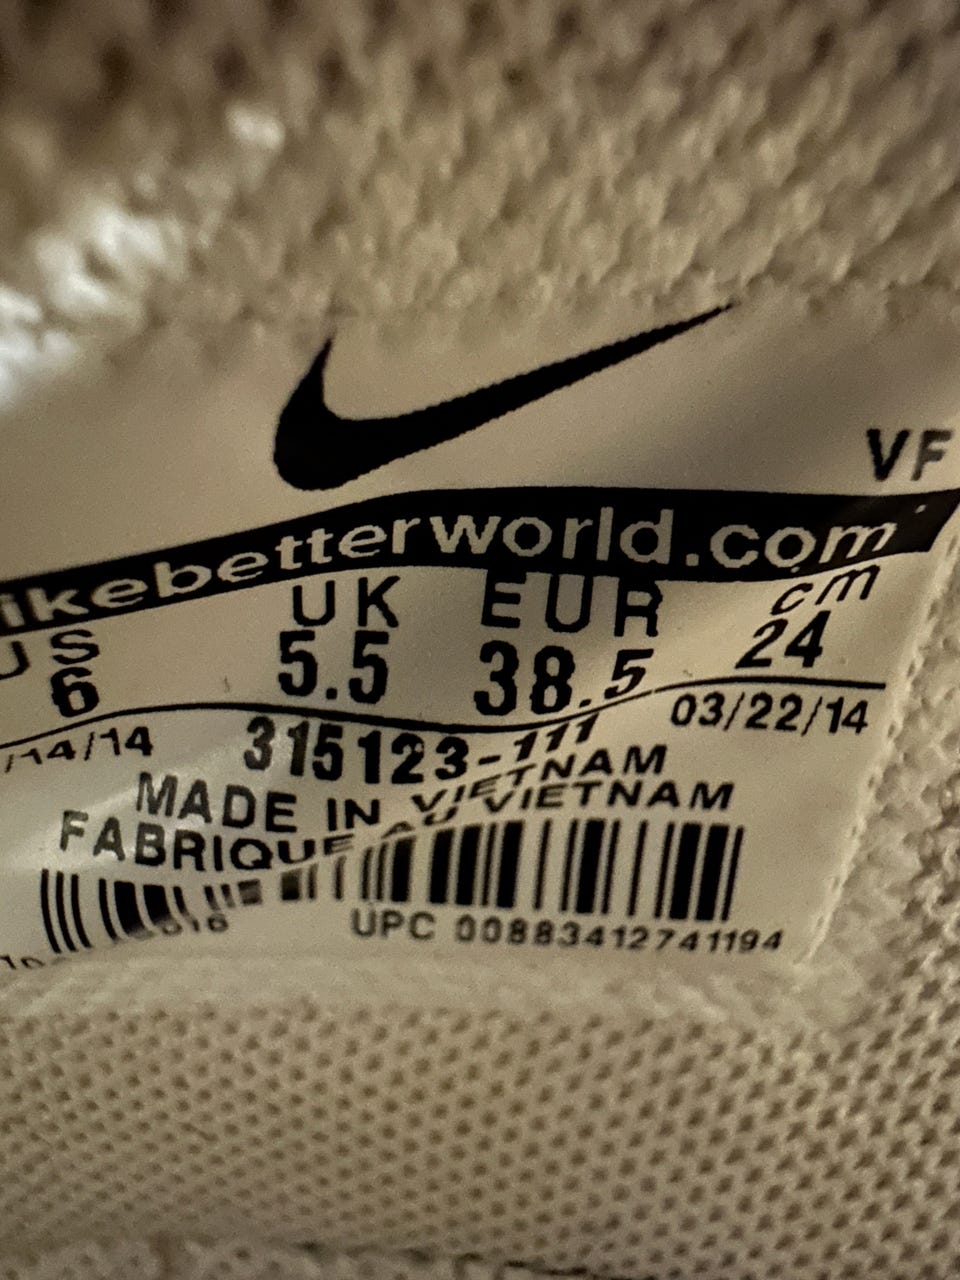 VF
ikebetterworld.com
US UK EUR cm
6 5.5 38.5 24
/14/14 315123-111 03/22/14
MADE IN VIETNAM
FABRIQUE AU VIETNAM
UPC 00883412741194